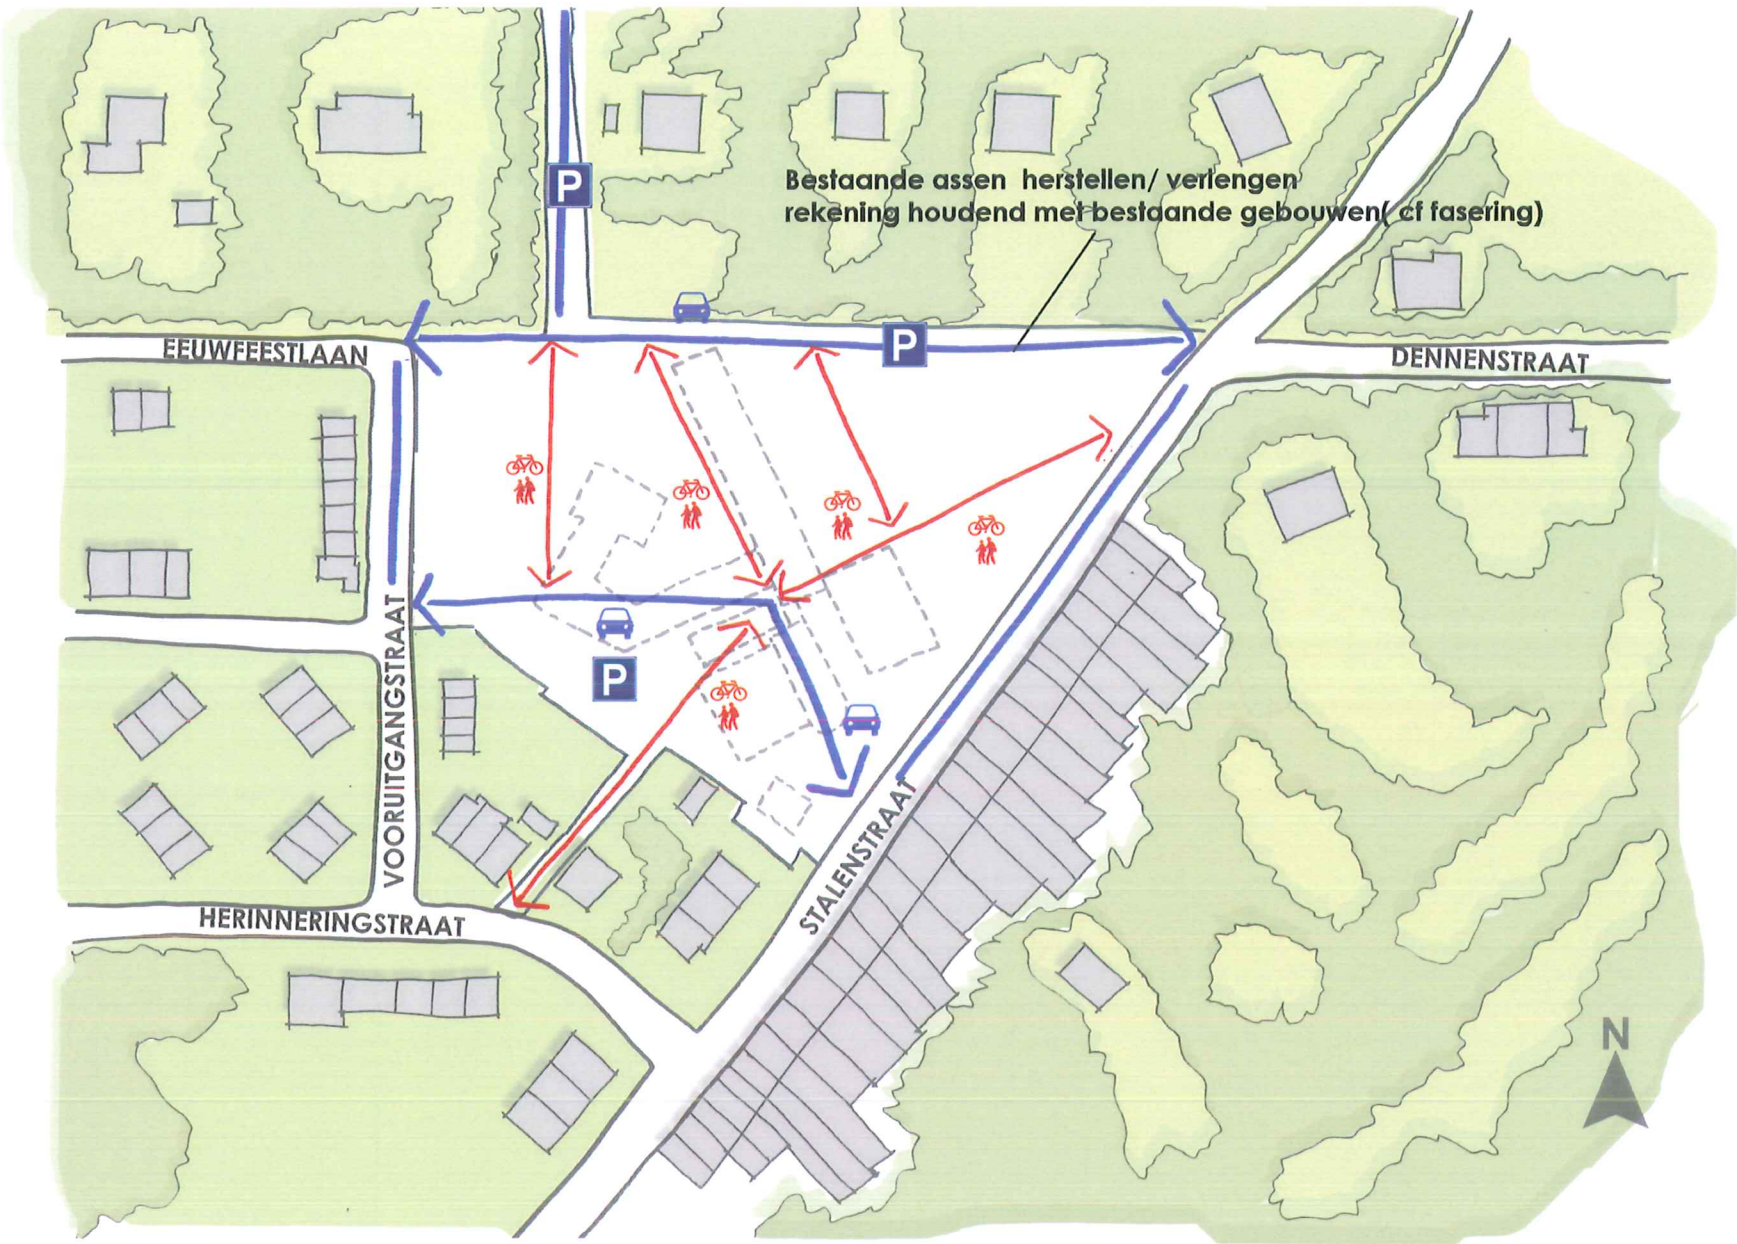 P
Bestaande assen herstellen/ verlengen
rekening houdend met bestaande gebouwen( cf fasering)
P
EEUWFEESTLAAN
DENNENSTRAAT
P
VOORUITGANGSTRAAT
STALENSTRAAT
HERINNERINGSTRAAT
N